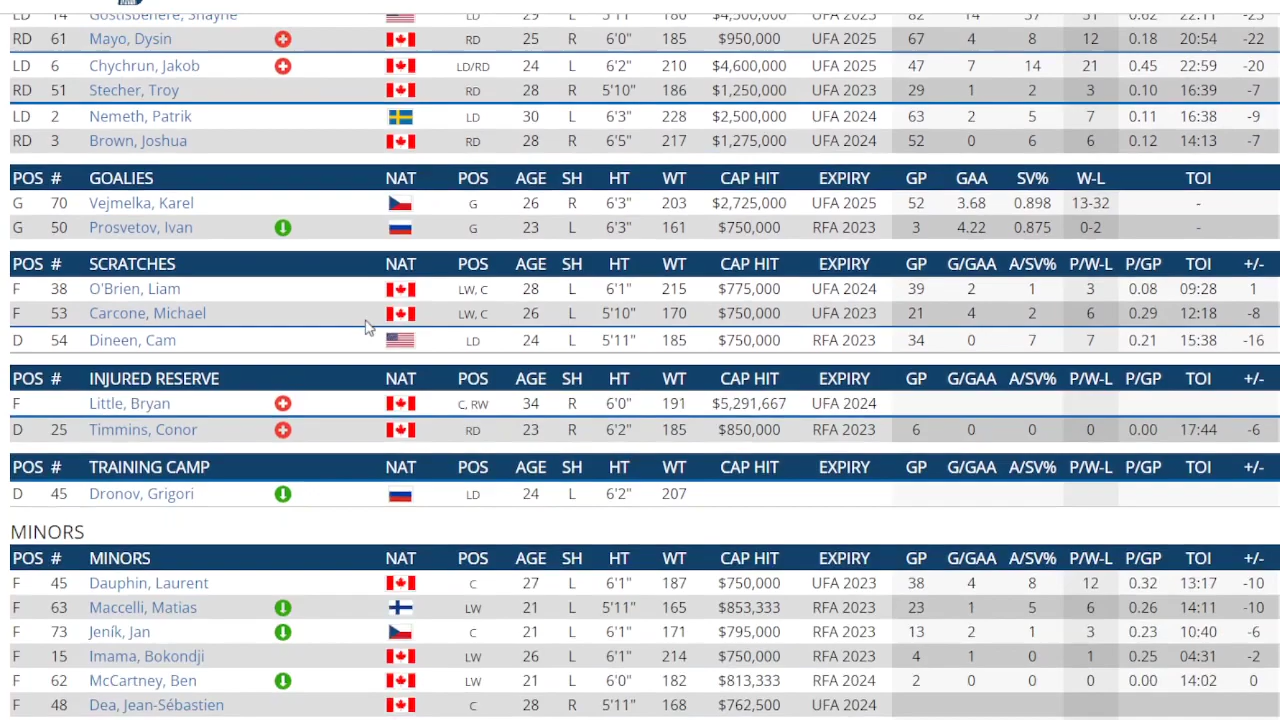 LD 14 Gostisbehere, Shayne LD 29 L 5'11" 180 $4,500,000 UFA 2023 82 14 37 0.62 22:11 -23
RD 61 Mayo, Dysin RD 25 R 6'0" 185 $950,000 UFA 2025 67 4 8 12 0.18 20:54 -22
LD 6 Chychrun, Jakob LD/RD 24 L 6'2" 210 $4,600,000 UFA 2025 47 7 14 21 0.45 22:59 -20
RD 51 Stecher, Troy RD 28 R 5'10" 186 $1,250,000 UFA 2023 29 1 2 3 0.10 16:39 -7
LD 2 Nemeth, Patrik LD 30 L 6'3" 228 $2,500,000 UFA 2024 63 2 5 7 0.11 16:38 -9
RD 3 Brown, Joshua RD 28 R 6'5" 217 $1,275,000 UFA 2024 52 0 6 6 0.12 14:13 -7
POS # GOALIES NAT POS AGE SH HT WT CAP HIT EXPIRY GP GAA SV% W-L TOI
G 70 Vejmelka, Karel G 26 R 6'3" 203 $2,725,000 UFA 2025 52 3.68 0.898 13-32 -
G 50 Prosvetov, Ivan G 23 L 6'3" 161 $750,000 RFA 2023 3 4.22 0.875 0-2 -
POS # SCRATCHES NAT POS AGE SH HT WT CAP HIT EXPIRY GP G/GAA A/SV% P/W-L P/GP TOI +/-
F 38 O'Brien, Liam LW, C 28 L 6'1" 215 $775,000 UFA 2024 39 2 1 3 0.08 09:28 1
F 53 Carcone, Michael LW, C 26 L 5'10" 170 $750,000 UFA 2023 21 4 2 6 0.29 12:18 -8
D 54 Dineen, Cam LD 24 L 5'11" 185 $750,000 RFA 2023 34 0 7 7 0.21 15:38 -16
POS # INJURED RESERVE NAT POS AGE SH HT WT CAP HIT EXPIRY GP G/GAA A/SV% P/W-L P/GP TOI +/-
F Little, Bryan C, RW 34 R 6'0" 191 $5,291,667 UFA 2024
D 25 Timmins, Conor RD 23 R 6'2" 185 $850,000 RFA 2023 6 0 0 0 0.00 17:44 -6
POS # TRAINING CAMP NAT POS AGE SH HT WT CAP HIT EXPIRY GP G/GAA A/SV% P/W-L P/GP TOI +/-
D 45 Dronov, Grigori LD 24 L 6'2" 207
MINORS
POS # MINORS NAT POS AGE SH HT WT CAP HIT EXPIRY GP G/GAA A/SV% P/W-L P/GP TOI +/-
F 45 Dauphin, Laurent C 27 L 6'1" 187 $750,000 UFA 2023 38 4 8 0.32 13:17 -10
F 63 Maccelli, Matias LW 21 L 5'11" 165 $853,333 RFA 2023 23 1 5 6 0.26 14:11 -10
F 73 Jeník, Jan C 21 L 6'1" 171 $795,000 RFA 2023 13 2 1 3 0.23 10:40 -6
F 15 Imama, Bokondji LW 26 L 6'1" 214 $750,000 UFA 2023 4 1 0 1 0.25 04:31 -2
F 62 McCartney, Ben LW 21 L 6'0" 182 $813,333 RFA 2024 2 0 0 0.00 14:02 0
F 48 Dea, Jean-Sébastien C 28 R 5'11" 168 $762,500 UFA 2024